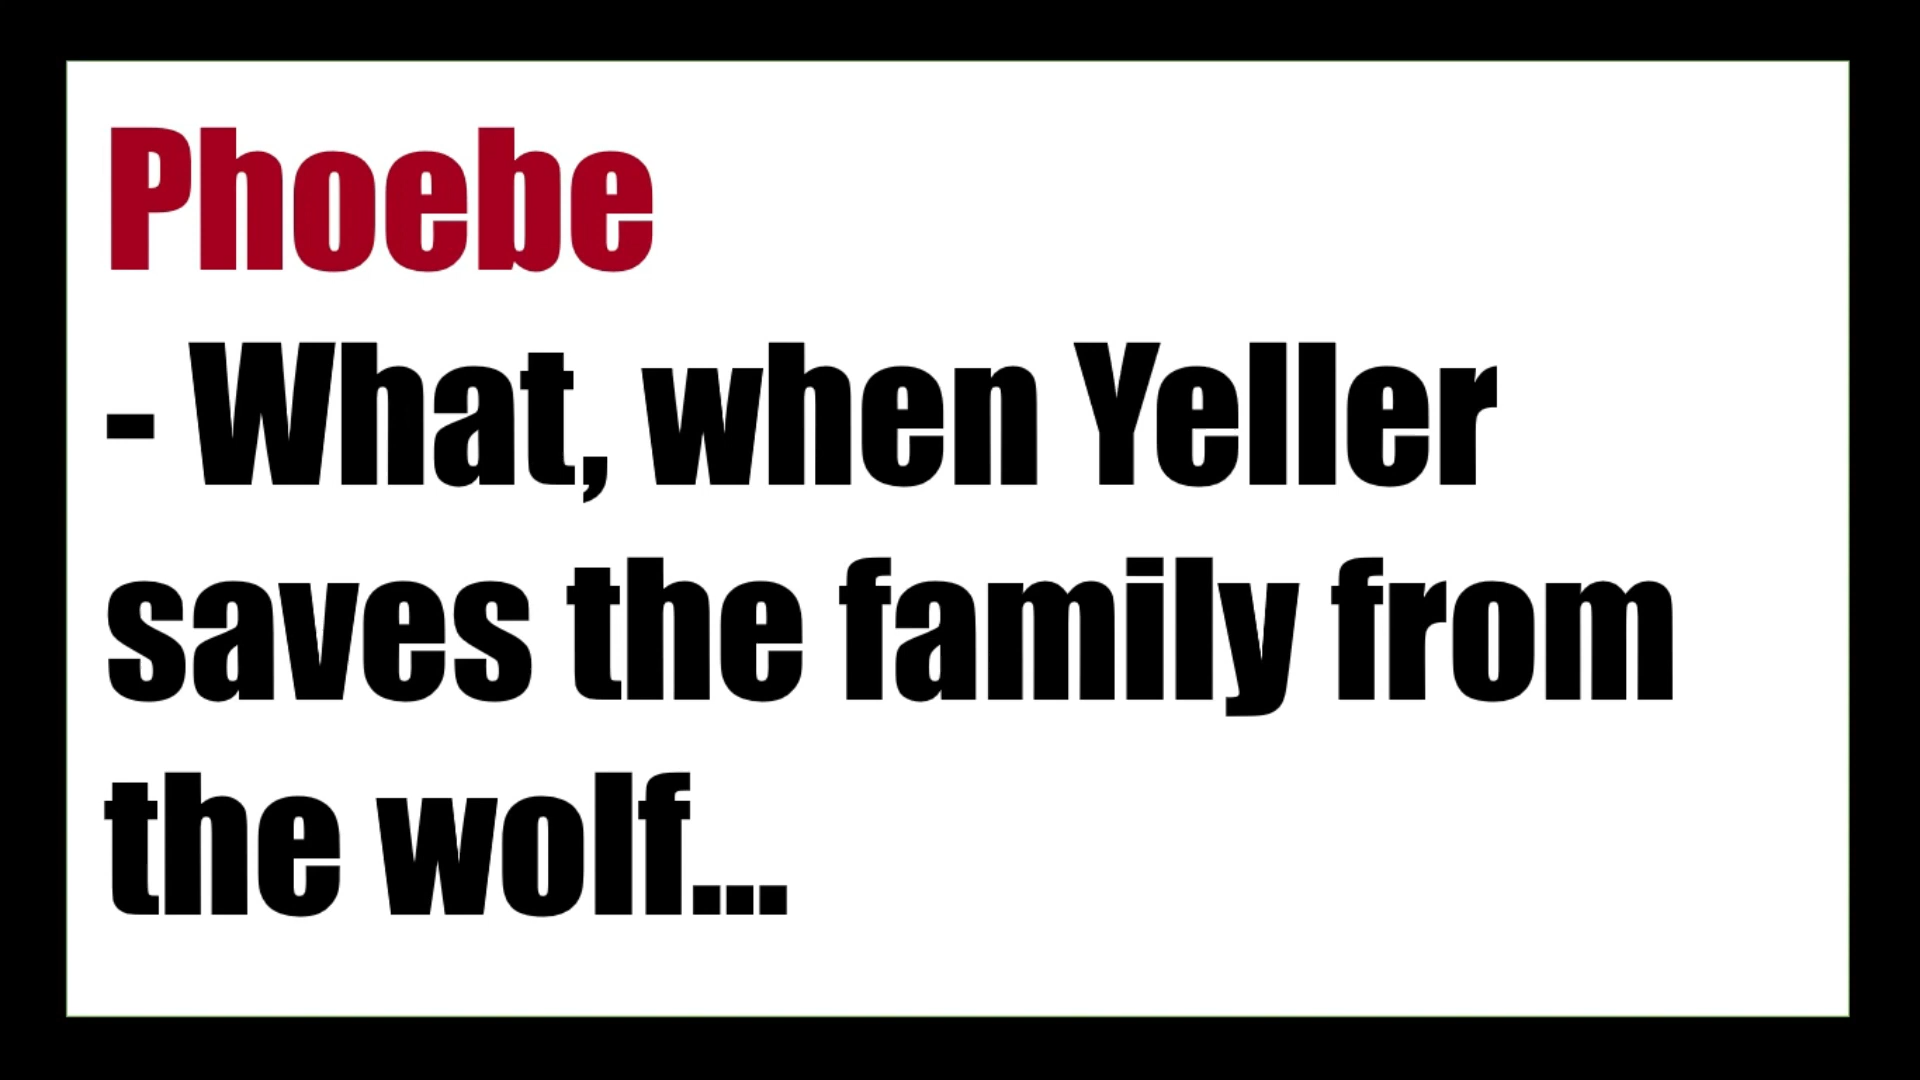 Phoebe
- What, when Yeller
saves the family from
the wolf...